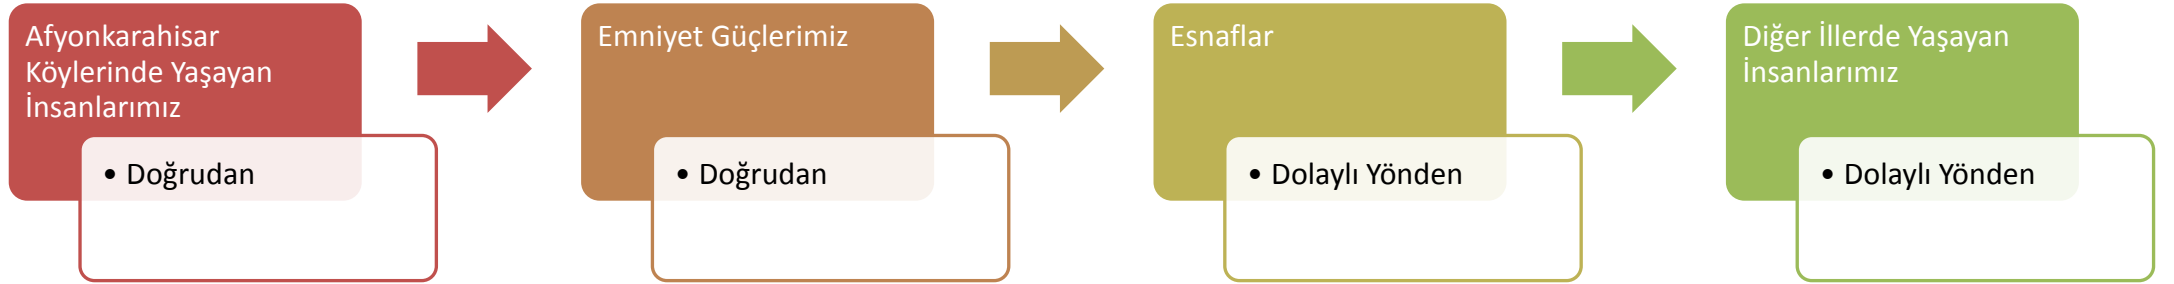 Afyonkarahisar
Köylerinde Yaşayan
İnsanlarımız
• Doğrudan
Emniyet Güçlerimiz
• Doğrudan
Esnaflar
• Dolaylı Yönden
Diğer İllerde Yaşayan
İnsanlarımız
• Dolaylı Yönden